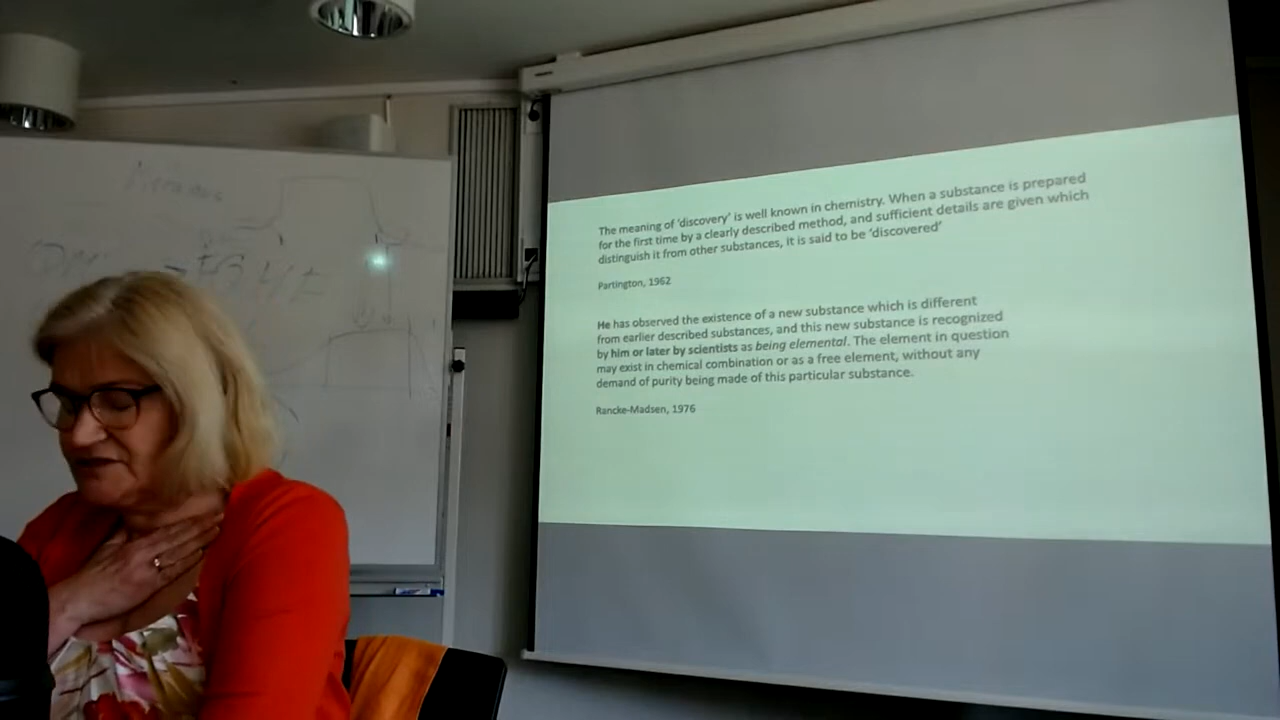 The meaning of 'discovery' is well known in chemistry. When a substance is prepared
for the first time by a clearly described method, and sufficient details are given which
distinguish it from other substances, it is said to be 'discovered'
Partington, 1962
He has observed the existence of a new substance which is different
from earlier described substances, and this new substance is recognized
by him or later by scientists as being elemental. The element in question
may exist in chemical combination or as a free element, without any
demand of purity being made of this particular substance.
Rancke-Madsen, 1976